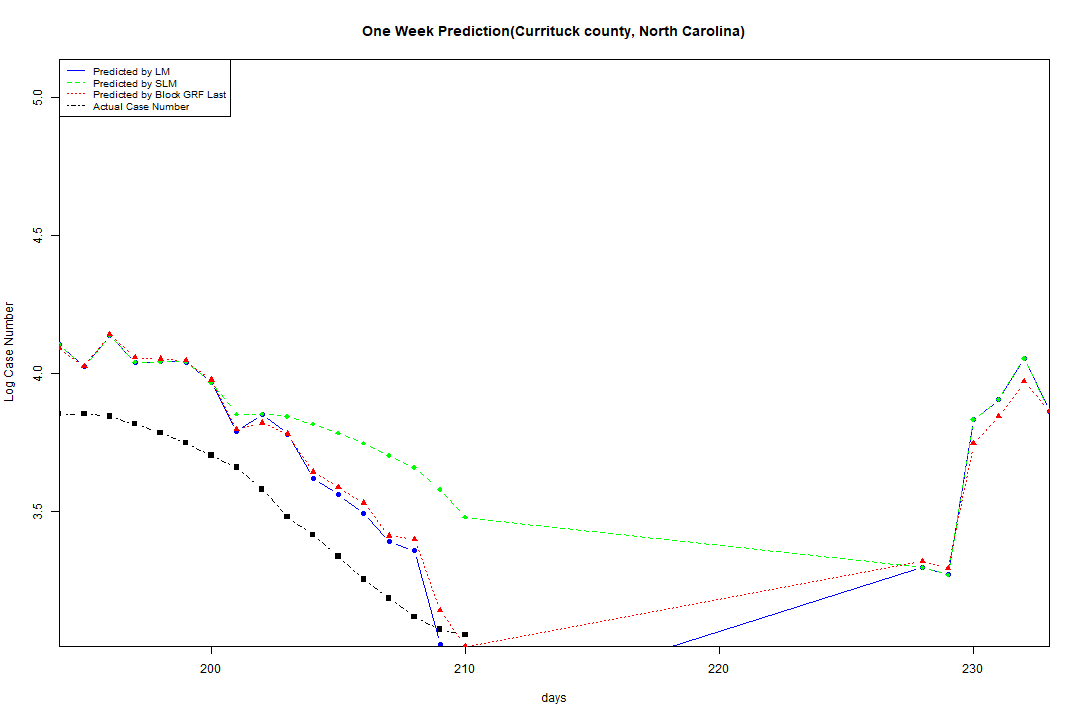 One Week Prediction(Currituck county, North Carolina)
Predicted by LM
Predicted by SLM
Predicted by Block GRF Last
Actual Case Number
5.0
4.5
4.0
3.5
Log Case Number
200
210
220
230
days